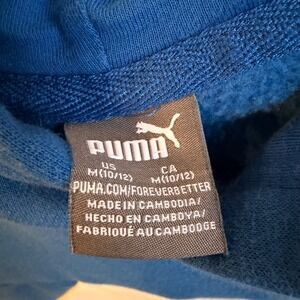 PUMA
US CA
M(10/12) M(10/12)
PUMA.COM/FOREVERBETTER
MADE IN CAMBODIA/
HECHO EN CAMBOYA/
FABRIQUÉ AU CAMBODGE